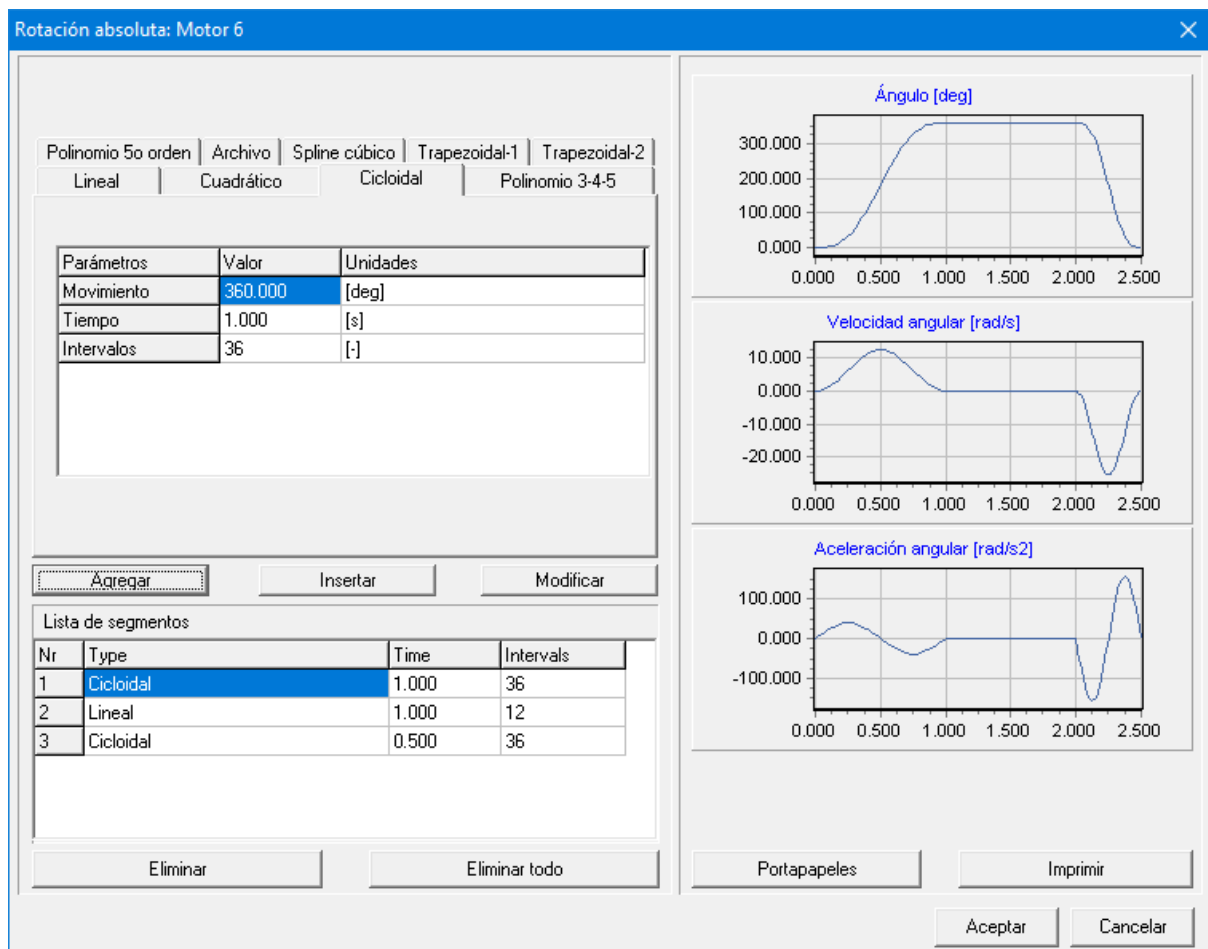 Rotación absoluta: Motor 6
Polinomio 5o orden Archivo Spline cúbico Trapezoidal-1 Trapezoidal-2
Lineal Cuadrático Cicloidal Polinomio 3-4-5
Parámetros Valor Unidades
Movimiento 360.000 [deg]
Tiempo 1.000 [s]
Intervalos 36 [-]
Agregar Insertar Modificar
Lista de segmentos
Nr Type Time Intervals
1 Cicloidal 1.000 36
2 Lineal 1.000 12
3 Cicloidal 0.500 36
Eliminar Eliminar todo
Ángulo [deg]
300.000
200.000
100.000
0.000
0.000 0.500 1.000 1.500 2.000 2.500
Velocidad angular [rad/s]
10.000
0.000
-10.000
-20.000
0.000 0.500 1.000 1.500 2.000 2.500
Aceleración angular [rad/s2]
100.000
0.000
-100.000
0.000 0.500 1.000 1.500 2.000 2.500
Portapapeles Imprimir
Aceptar Cancelar